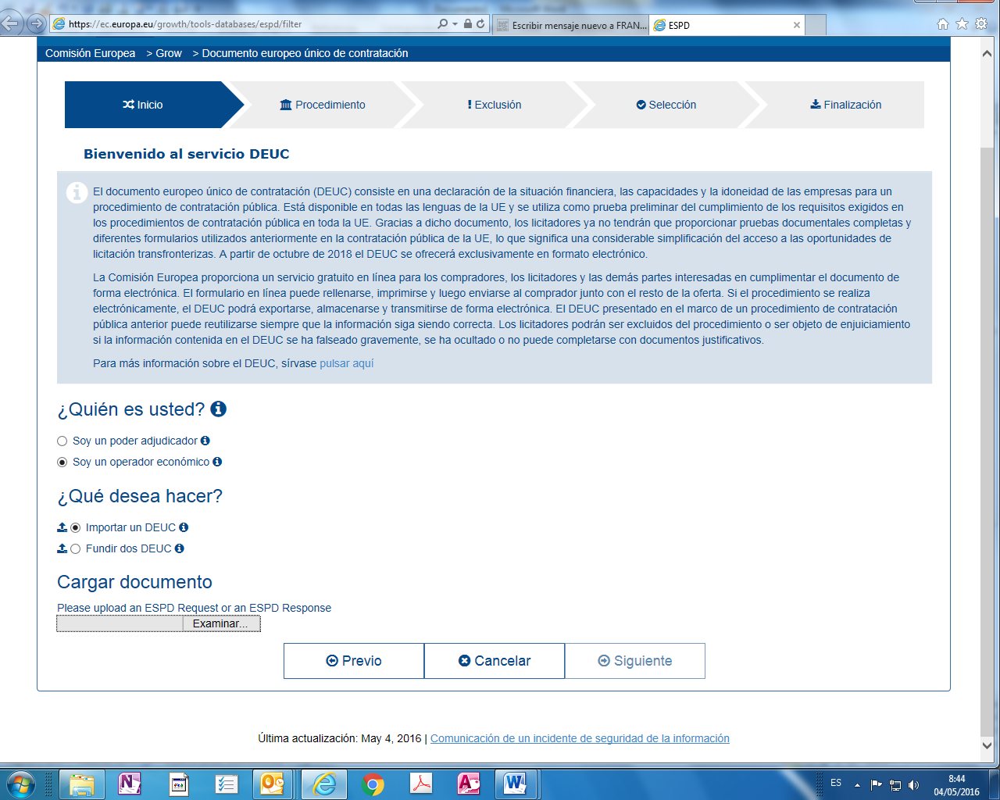 https://ec.europa.eu/growth/tools-databases/espd/filter
Escribir mensaje nuevo a FRAN...
ESPD
Comisión Europea > Grow > Documento europeo único de contratación
Inicio
Procedimiento
Exclusión
Selección
Finalización
Bienvenido al servicio DEUC
El documento europeo único de contratación (DEUC) consiste en una declaración de la situación financiera, las capacidades y la idoneidad de las empresas para un
procedimiento de contratación pública. Está disponible en todas las lenguas de la UE y se utiliza como prueba preliminar del cumplimiento de los requisitos exigidos en
los procedimientos de contratación pública en toda la UE. Gracias a dicho documento, los licitadores ya no tendrán que proporcionar pruebas documentales completas y
diferentes formularios utilizados anteriormente en la contratación pública de la UE, lo que significa una considerable simplificación del acceso a las oportunidades de
licitación transfronterizas. A partir de octubre de 2018 el DEUC se ofrecerá exclusivamente en formato electrónico.
La Comisión Europea proporciona un servicio gratuito en línea para los compradores, los licitadores y las demás partes interesadas en cumplimentar el documento de
forma electrónica. El formulario en línea puede rellenarse, imprimirse y luego enviarse al comprador junto con el resto de la oferta. Si el procedimiento se realiza
electrónicamente, el DEUC podrá exportarse, almacenarse y transmitirse de forma electrónica. El DEUC presentado en el marco de un procedimiento de contratación
pública anterior puede reutilizarse siempre que la información siga siendo correcta. Los licitadores podrán ser excluidos del procedimiento o ser objeto de enjuiciamiento
si la información contenida en el DEUC se ha falseado gravemente, se ha ocultado o no puede completarse con documentos justificativos.
Para más información sobre el DEUC, sírvase pulsar aquí
¿Quién es usted?
Soy un poder adjudicador
Soy un operador económico
¿Qué desea hacer?
Importar un DEUC
Fundir dos DEUC
Cargar documento
Please upload an ESPD Request or an ESPD Response
Examinar...
Previo
Cancelar
Siguiente
Última actualización: May 4, 2016 | Comunicación de un incidente de seguridad de la información
ES
8:44
04/05/2016